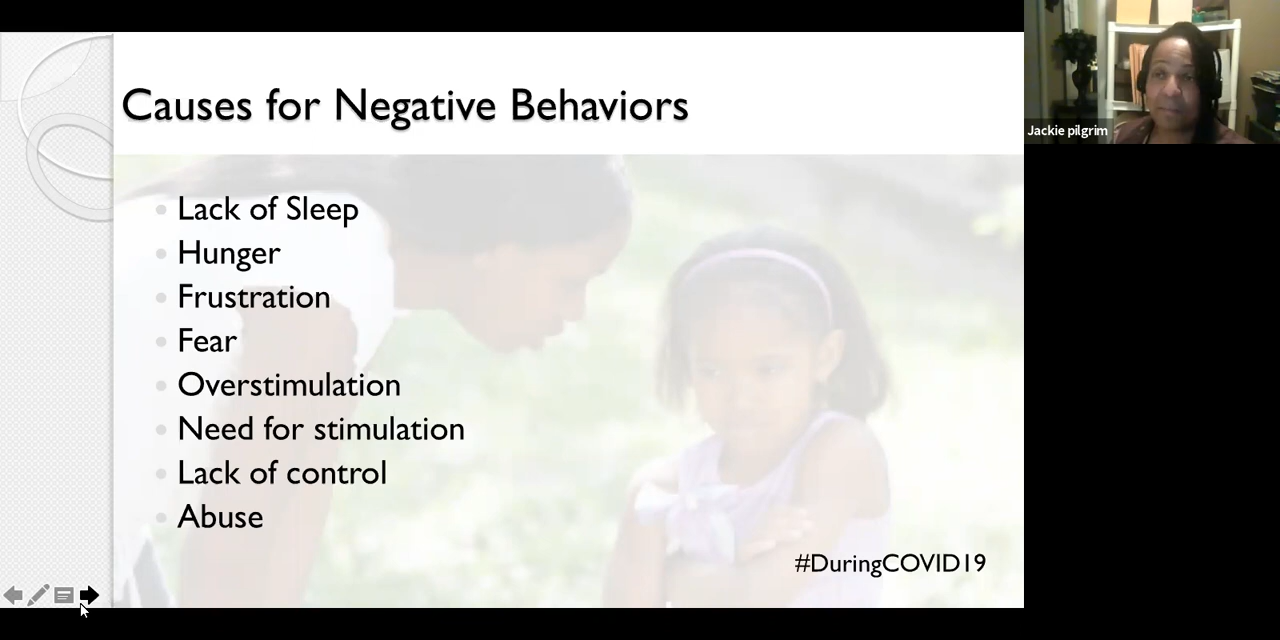 Causes for Negative Behaviors
Jackie pilgrim
Lack of Sleep
Hunger
Frustration
Fear
Overstimulation
Need for stimulation
Lack of control
Abuse
#DuringCOVID19